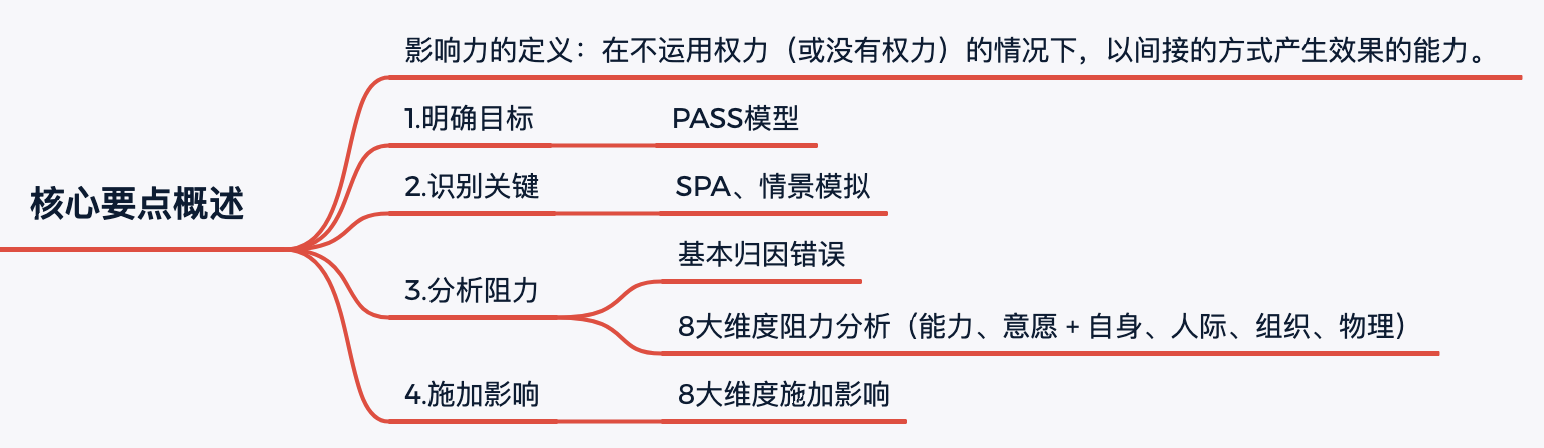 影响力的定义：在不运用权力（或没有权力）的情况下，以间接的方式产生效果的能力。
1.明确目标
PASS模型
核心要点概述
2.识别关键
SPA、情景模拟
基本归因错误
3.分析阻力
8大维度阻力分析（能力、意愿 + 自身、人际、组织、物理）
4.施加影响
8大维度施加影响